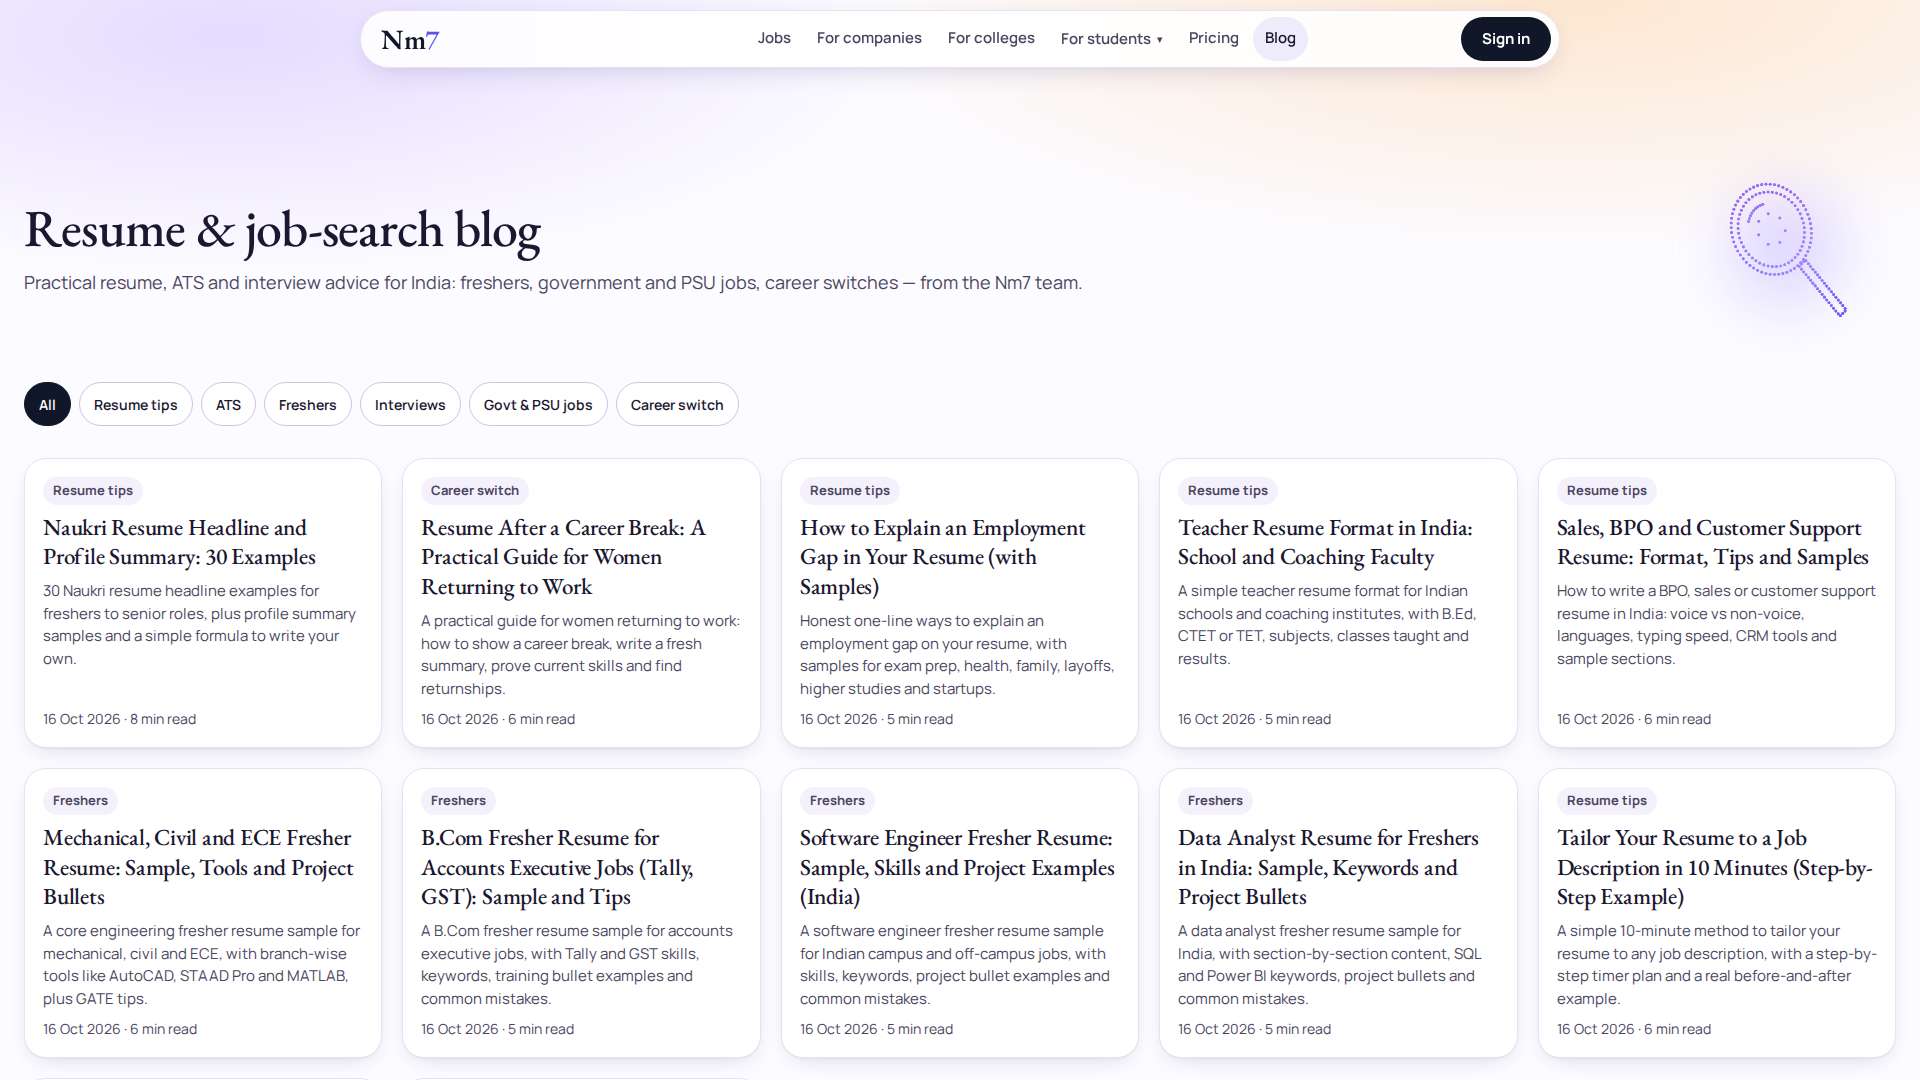 Nm7
Jobs
For companies
For colleges
For students ▾
Pricing
Blog
Sign in
Resume & job-search blog
Practical resume, ATS and interview advice for India: freshers, government and PSU jobs, career switches — from the Nm7 team.
All
Resume tips
ATS
Freshers
Interviews
Govt & PSU jobs
Career switch
Resume tips
Naukri Resume Headline and
Profile Summary: 30 Examples
30 Naukri resume headline examples for
freshers to senior roles, plus profile summary
samples and a simple formula to write your
own.
16 Oct 2026 · 8 min read
Career switch
Resume After a Career Break: A
Practical Guide for Women
Returning to Work
A practical guide for women returning to work:
how to show a career break, write a fresh
summary, prove current skills and find
returnships.
16 Oct 2026 · 6 min read
Resume tips
How to Explain an Employment
Gap in Your Resume (with
Samples)
Honest one-line ways to explain an
employment gap on your resume, with
samples for exam prep, health, family, layoffs,
higher studies and startups.
16 Oct 2026 · 5 min read
Resume tips
Teacher Resume Format in India:
School and Coaching Faculty
A simple teacher resume format for Indian
schools and coaching institutes, with B.Ed,
CTET or TET, subjects, classes taught and
results.
16 Oct 2026 · 5 min read
Resume tips
Sales, BPO and Customer Support
Resume: Format, Tips and Samples
How to write a BPO, sales or customer support
resume in India: voice vs non-voice,
languages, typing speed, CRM tools and
sample sections.
16 Oct 2026 · 6 min read
Freshers
Mechanical, Civil and ECE Fresher
Resume: Sample, Tools and Project
Bullets
A core engineering fresher resume sample for
mechanical, civil and ECE, with branch-wise
tools like AutoCAD, STAAD Pro and MATLAB,
plus GATE tips.
16 Oct 2026 · 6 min read
Freshers
B.Com Fresher Resume for
Accounts Executive Jobs (Tally,
GST): Sample and Tips
A B.Com fresher resume sample for accounts
executive jobs, with Tally and GST skills,
keywords, training bullet examples and
common mistakes.
16 Oct 2026 · 5 min read
Freshers
Software Engineer Fresher Resume:
Sample, Skills and Project Examples
(India)
A software engineer fresher resume sample
for Indian campus and off-campus jobs, with
skills, keywords, project bullet examples and
common mistakes.
16 Oct 2026 · 5 min read
Freshers
Data Analyst Resume for Freshers
in India: Sample, Keywords and
Project Bullets
A data analyst fresher resume sample for
India, with section-by-section content, SQL
and Power BI keywords, project bullets and
common mistakes.
16 Oct 2026 · 5 min read
Resume tips
Tailor Your Resume to a Job
Description in 10 Minutes (Step-by-
Step Example)
A simple 10-minute method to tailor your
resume to any job description, with a step-by-
step timer plan and a real before-and-after
example.
16 Oct 2026 · 6 min read